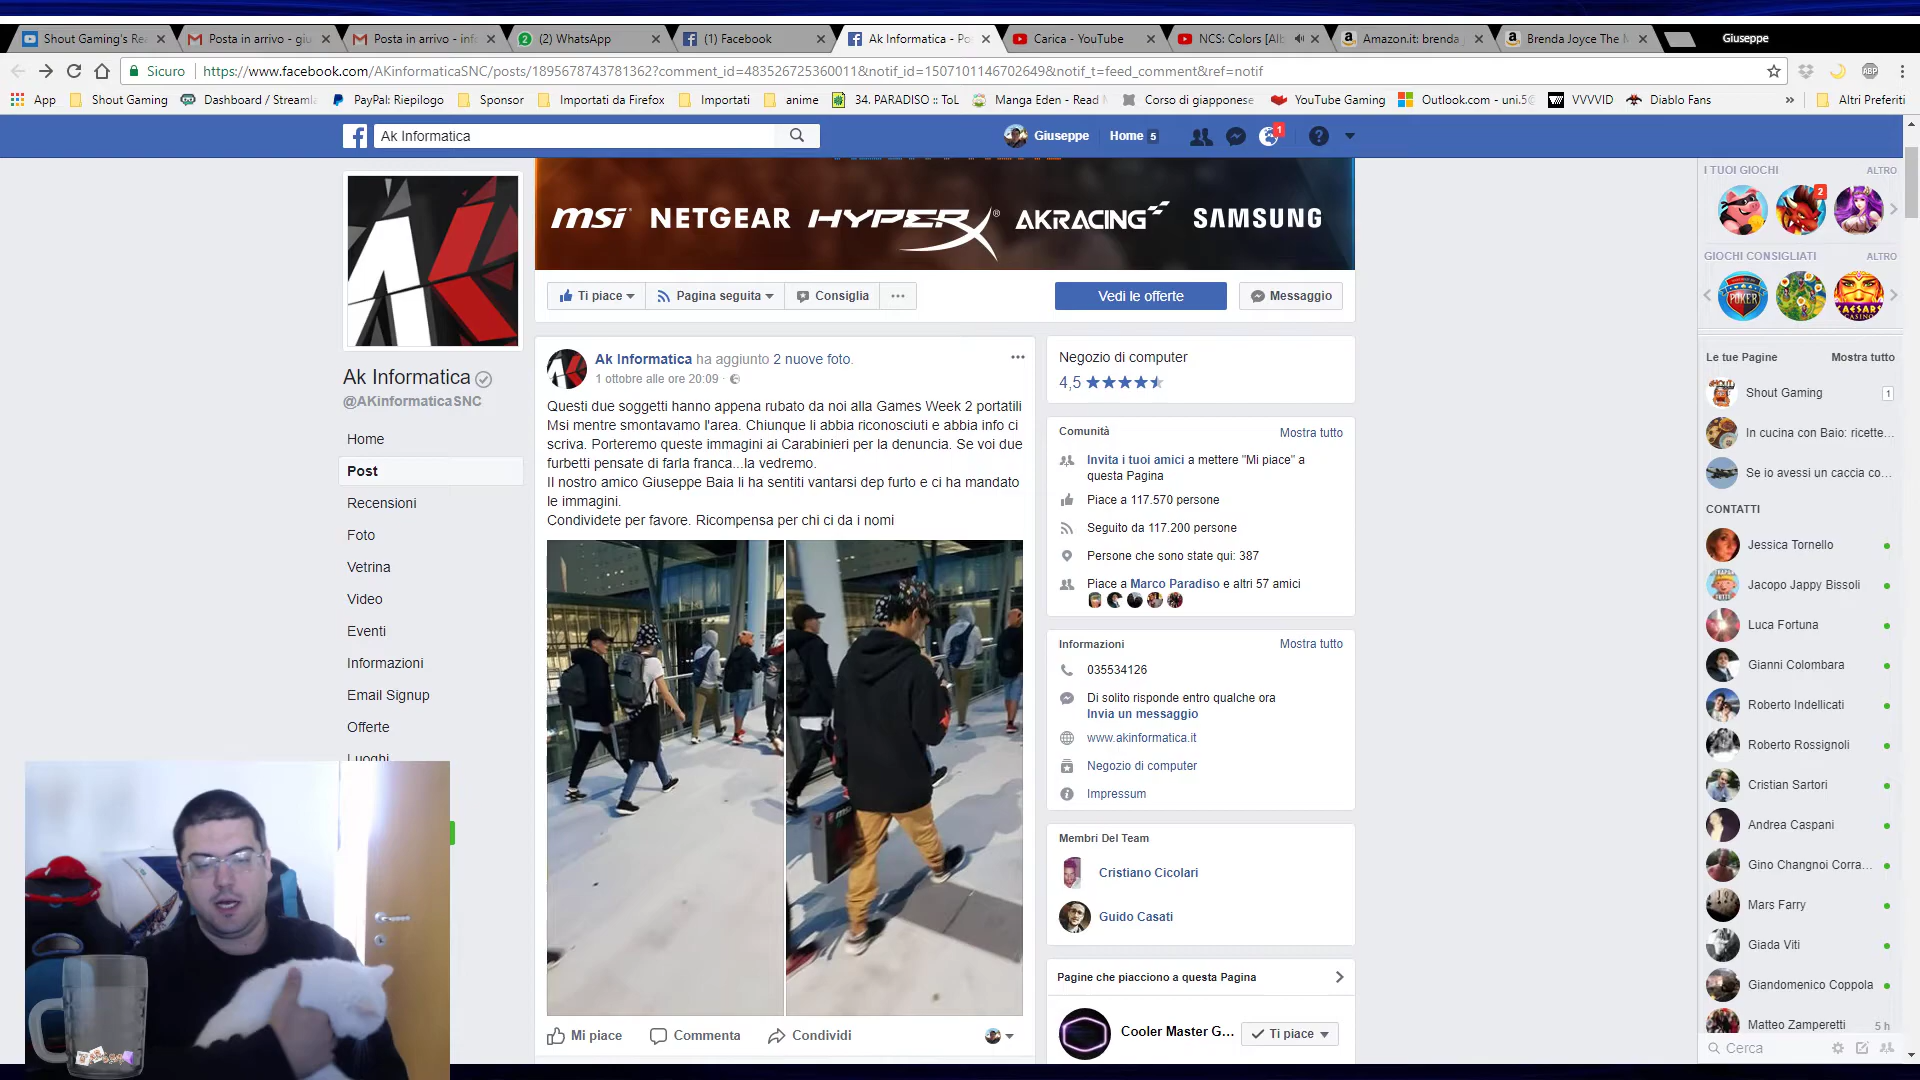 Shout Gaming's Re
Posta in arrivo - giu
Posta in arrivo - inf
(2) WhatsApp
(1) Facebook
Ak Informatica - Po
Carica - YouTube
NCS: Colors [Alb
Amazon.it: brenda
Brenda Joyce The M
Giuseppe
Sicuro
https://www.facebook.com/AKinformaticaSNC/posts/1895678743781362?comment_id=483526725360011&notif_id=1507101146702649&notif_t=feed_comment&ref=notif
App
Shout Gaming
Dashboard / Streamla
PayPal: Riepilogo
Sponsor
Importati da Firefox
Importati
anime
34. PARADISO :: ToL
Manga Eden - Read
Corso di giapponese
YouTube Gaming
Outlook.com - uni.5
VVVVID
Diablo Fans
»
Altri Preferiti
Ak Informatica
Giuseppe
Home 5
1
msi NETGEAR HYPERX AKRACING SAMSUNG
Ti piace
Pagina seguita
Consiglia
Vedi le offerte
Messaggio
Ak Informatica
@AKinformaticaSNC
Home
Post
Recensioni
Foto
Vetrina
Video
Eventi
Informazioni
Email Signup
Offerte
Luoghi
Ak Informatica ha aggiunto 2 nuove foto.
1 ottobre alle ore 20:09
Questi due soggetti hanno appena rubato da noi alla Games Week 2 portatili
Msi mentre smontavamo l'area. Chiunque li abbia riconosciuti e abbia info ci
scriva. Porteremo queste immagini ai Carabinieri per la denuncia. Se voi due
furbetti pensate di farla franca...la vedremo.
Il nostro amico Giuseppe Baia li ha sentiti vantarsi dep furto e ci ha mandato
le immagini.
Condividete per favore. Ricompensa per chi ci da i nomi
msi
Mi piace
Commenta
Condividi
Negozio di computer
4,5
Comunità
Mostra tutto
Invita i tuoi amici a mettere "Mi piace" a
questa Pagina
Piace a 117.570 persone
Seguito da 117.200 persone
Persone che sono state qui: 387
Piace a Marco Paradiso e altri 57 amici
Informazioni
Mostra tutto
035534126
Di solito risponde entro qualche ora
Invia un messaggio
www.akinformatica.it
Negozio di computer
Impressum
Membri Del Team
Cristiano Cicolari
Guido Casati
Pagine che piacciono a questa Pagina
Cooler Master G...
Ti piace
I TUOI GIOCHI
ALTRO
2
GIOCHI CONSIGLIATI
ALTRO
POKER
CAESARS
CASINO
Le tue Pagine
Mostra tutto
Shout Gaming
1
In cucina con Baio: ricette...
Se io avessi un caccia co...
CONTATTI
Jessica Tornello
Jacopo Jappy Bissoli
Luca Fortuna
Gianni Colombara
Roberto Indellicati
Roberto Rossignoli
Cristian Sartori
Andrea Caspani
Gino Changnoi Corra...
Mars Farry
Giada Viti
Giandomenico Coppola
Matteo Zamperetti
5 h
Cerca